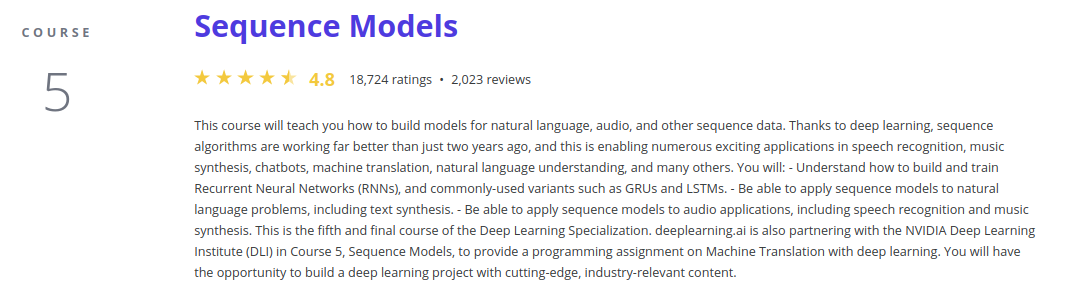 COURSE
5
Sequence Models
4.8 18,724 ratings • 2,023 reviews
This course will teach you how to build models for natural language, audio, and other sequence data. Thanks to deep learning, sequence
algorithms are working far better than just two years ago, and this is enabling numerous exciting applications in speech recognition, music
synthesis, chatbots, machine translation, natural language understanding, and many others. You will: - Understand how to build and train
Recurrent Neural Networks (RNNs), and commonly-used variants such as GRUs and LSTMs. - Be able to apply sequence models to natural
language problems, including text synthesis. - Be able to apply sequence models to audio applications, including speech recognition and music
synthesis. This is the fifth and final course of the Deep Learning Specialization. deeplearning.ai is also partnering with the NVIDIA Deep Learning
Institute (DLI) in Course 5, Sequence Models, to provide a programming assignment on Machine Translation with deep learning. You will have
the opportunity to build a deep learning project with cutting-edge, industry-relevant content.